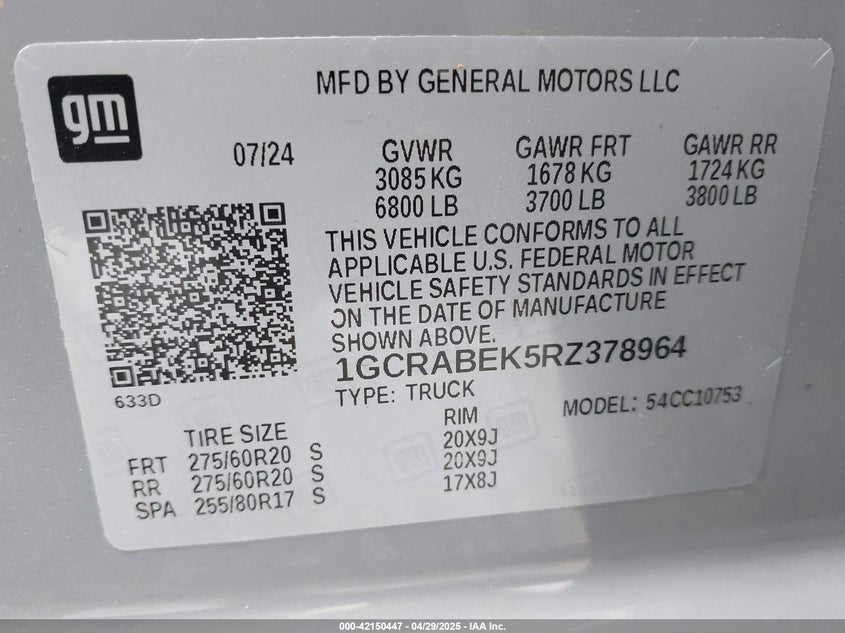 gm
MFD BY GENERAL MOTORS LLC
07/24
GVWR GAWR FRT GAWR RR
3085 KG 1678 KG 1724 KG
6800 LB 3700 LB 3800 LB
THIS VEHICLE CONFORMS TO ALL
APPLICABLE U.S. FEDERAL MOTOR
VEHICLE SAFETY STANDARDS IN EFFECT
ON THE DATE OF MANUFACTURE
SHOWN ABOVE.
1GCRABEK5RZ378964
TYPE: TRUCK
MODEL: 54CC10753
633D
TIRE SIZE RIM
FRT 275/60R20 S 20X9J
RR 275/60R20 S 20X9J
SPA 255/80R17 S 17X8J
000-42150447 - 04/29/2025 - IAA Inc.